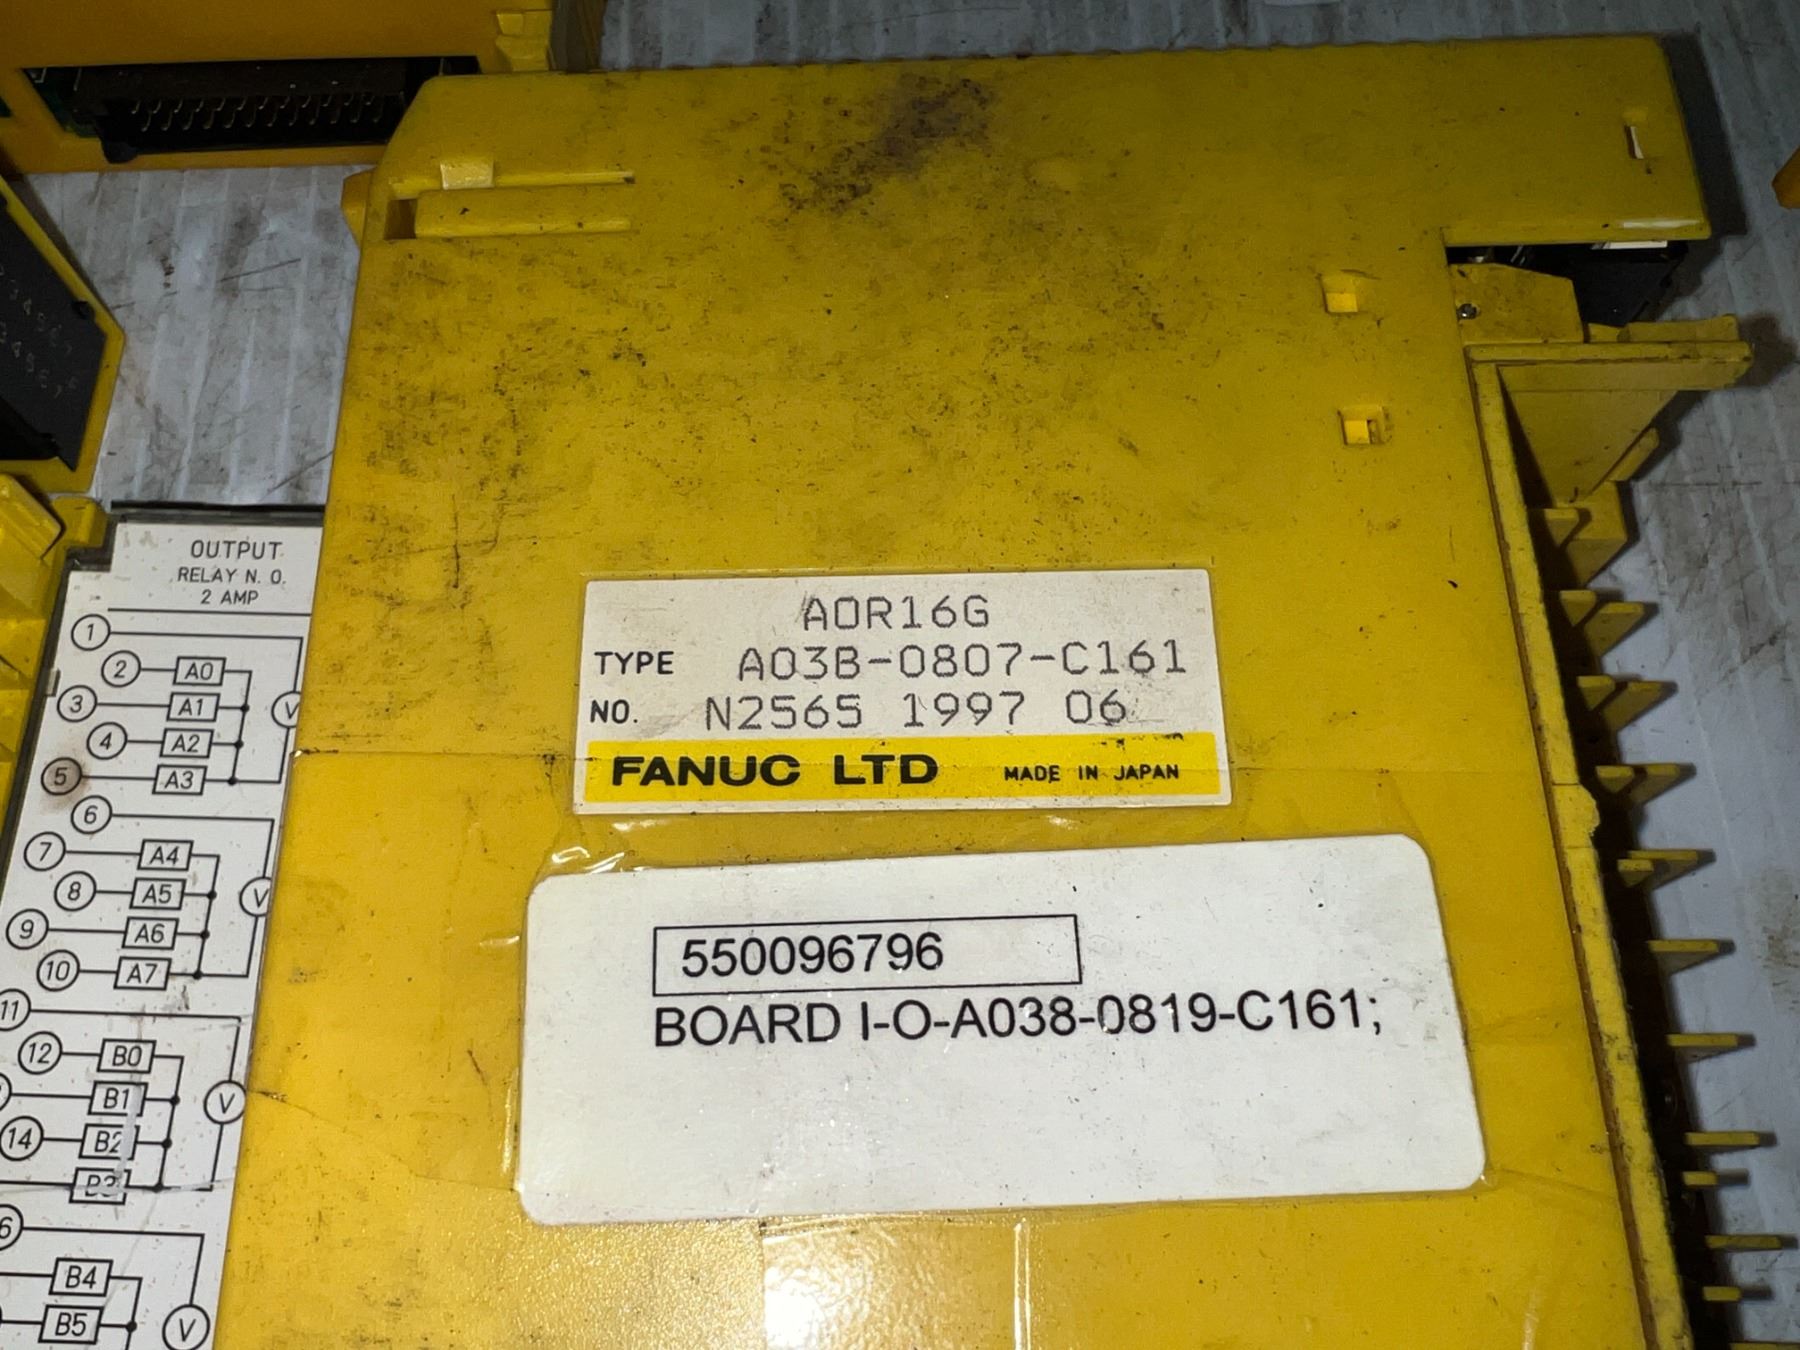 AOR16G
TYPE A03B-0807-C161
NO. N2565 1997 06
FANUC LTD MADE IN JAPAN
550096796
BOARD I-O-A038-0819-C161;
OUTPUT
RELAY N. O.
2 AMP
1
2 A0
3 A1 V
4 A2
5 A3
6
7 A4
8 A5 V
9 A6
10 A7
11
12 B0
B1 V
14 B2
B3
6
B4
B5 V